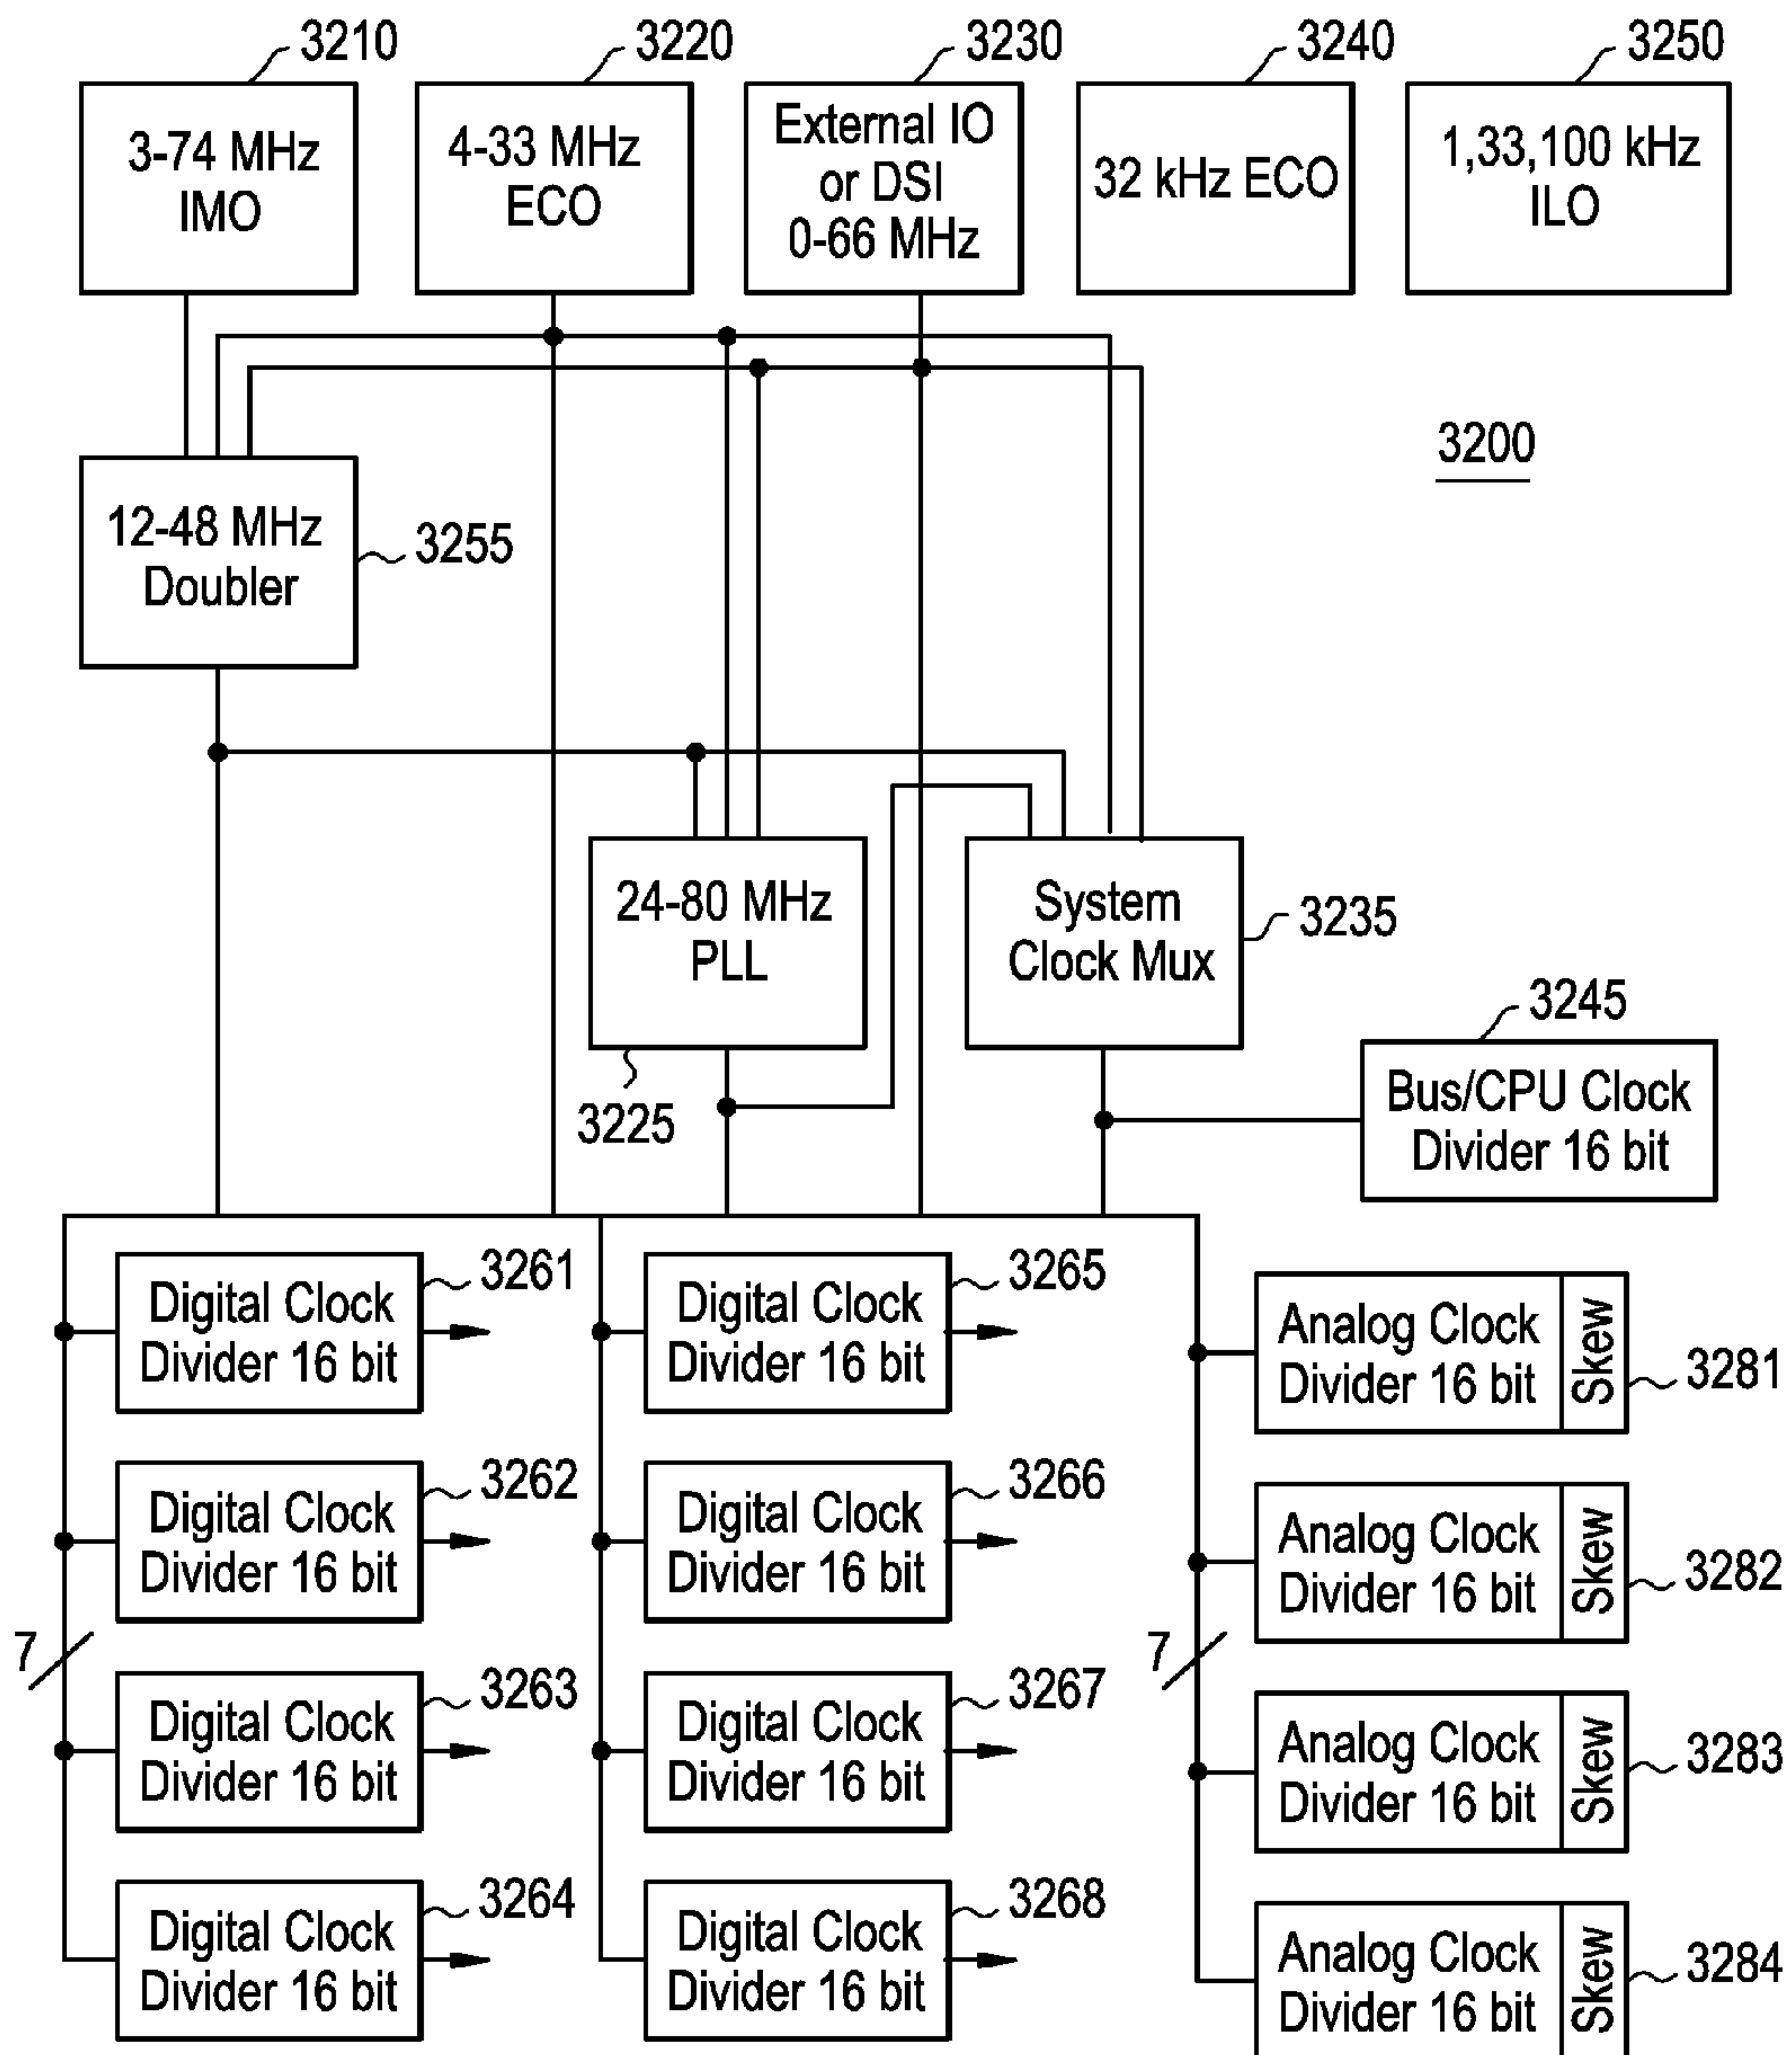 3210
3220
3230
3240
3250
3-74 MHz
IMO
4-33 MHz
ECO
External IO
or DSI
0-66 MHz
32 kHz ECO
1,33,100 kHz
ILO
3200
12-48 MHz
Doubler
3255
24-80 MHz
PLL
3225
System
Clock Mux
3235
3245
Bus/CPU Clock
Divider 16 bit
Digital Clock
Divider 16 bit
3261
Digital Clock
Divider 16 bit
3265
Analog Clock
Divider 16 bit
Skew
3281
Digital Clock
Divider 16 bit
3262
Digital Clock
Divider 16 bit
3266
Analog Clock
Divider 16 bit
Skew
3282
7
7
Digital Clock
Divider 16 bit
3263
Digital Clock
Divider 16 bit
3267
Analog Clock
Divider 16 bit
Skew
3283
Digital Clock
Divider 16 bit
3264
Digital Clock
Divider 16 bit
3268
Analog Clock
Divider 16 bit
Skew
3284